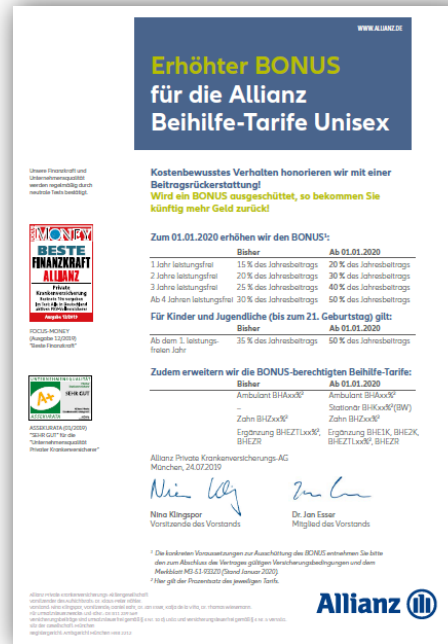 WWW.ALLIANZ.DE
Erhöhter BONUS
für die Allianz
Beihilfe-Tarife Unisex
Unsere Finanzkraft und
Unternehmensqualität
werden regelmäßig durch
neutrale Tests bestätigt.
Kostenbewusstes Verhalten honorieren wir mit einer
Beitragsrückerstattung!
Wird ein BONUS ausgeschüttet, so bekommen Sie
künftig mehr Geld zurück!
MONEY
BESTE
FINANZKRAFT
ALLIANZ
Private
Krankenversicherung
Ausgabe 12/2019
FOCUS-MONEY
(Ausgabe 12/2019)
"Beste Finanzkraft"
Zum 01.01.2020 erhöhen wir den BONUS¹:
Bisher Ab 01.01.2020
1 Jahr leistungsfrei 15 % des Jahresbeitrags 20 % des Jahresbeitrags
2 Jahre leistungsfrei 20 % des Jahresbeitrags 30 % des Jahresbeitrags
3 Jahre leistungsfrei 25 % des Jahresbeitrags 40 % des Jahresbeitrags
Ab 4 Jahren leistungsfrei 30 % des Jahresbeitrags 50 % des Jahresbeitrags
Für Kinder und Jugendliche (bis zum 21. Geburtstag) gilt:
Ab dem 1. leistungs- 35 % des Jahresbeitrags 50 % des Jahresbeitrags
freien Jahr
Zudem erweitern wir die BONUS-berechtigten Beihilfe-Tarife:
Bisher Ab 01.01.2020
Ambulant BHAxx%² Ambulant BHAxx%²
– Stationär BHKxx%²(BW)
Zahn BHZxx%² Zahn BHZxx%²
Ergänzung BHEZTLxx%², Ergänzung BHE1K, BHE2K,
BHEZR BHEZTLxx%², BHEZR
SEHR GUT
A+
ASSEKURATA
ASSEKURATA (01/2019)
"SEHR GUT" für die
"Unternehmensqualität
Privater Krankenversicherer"
Allianz Private Krankenversicherungs-AG
München, 24.07.2019
Nina Klingspor Dr. Jan Esser
Vorsitzende des Vorstands Mitglied des Vorstands
¹ Die konkreten Voraussetzungen zur Ausschüttung des BONUS entnehmen Sie bitte
den zum Abschluss des Vertrages gültigen Versicherungsbedingungen und dem
Merkblatt M3-51-93320 (Stand Januar 2020)
² Hier gilt der Prozentsatz des jeweiligen Tarifs.
Allianz